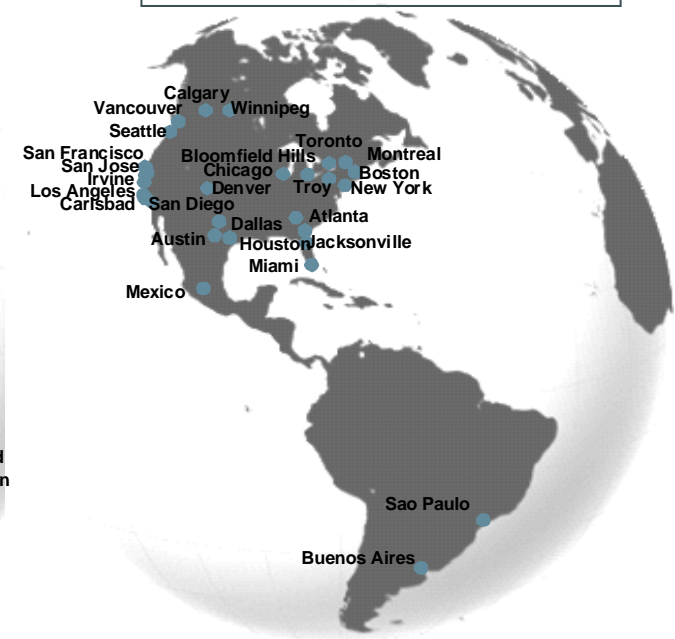 Calgary
Vancouver
Winnipeg
Seattle
Toronto
San Francisco
Bloomfield Hills
Montreal
San Jose
Chicago
Boston
Irvine
Los Angeles
Denver
Troy
New York
Carlsbad
San Diego
Atlanta
Dallas
Austin
Houston
Jacksonville
Miami
Mexico
Sao Paulo
Buenos Aires